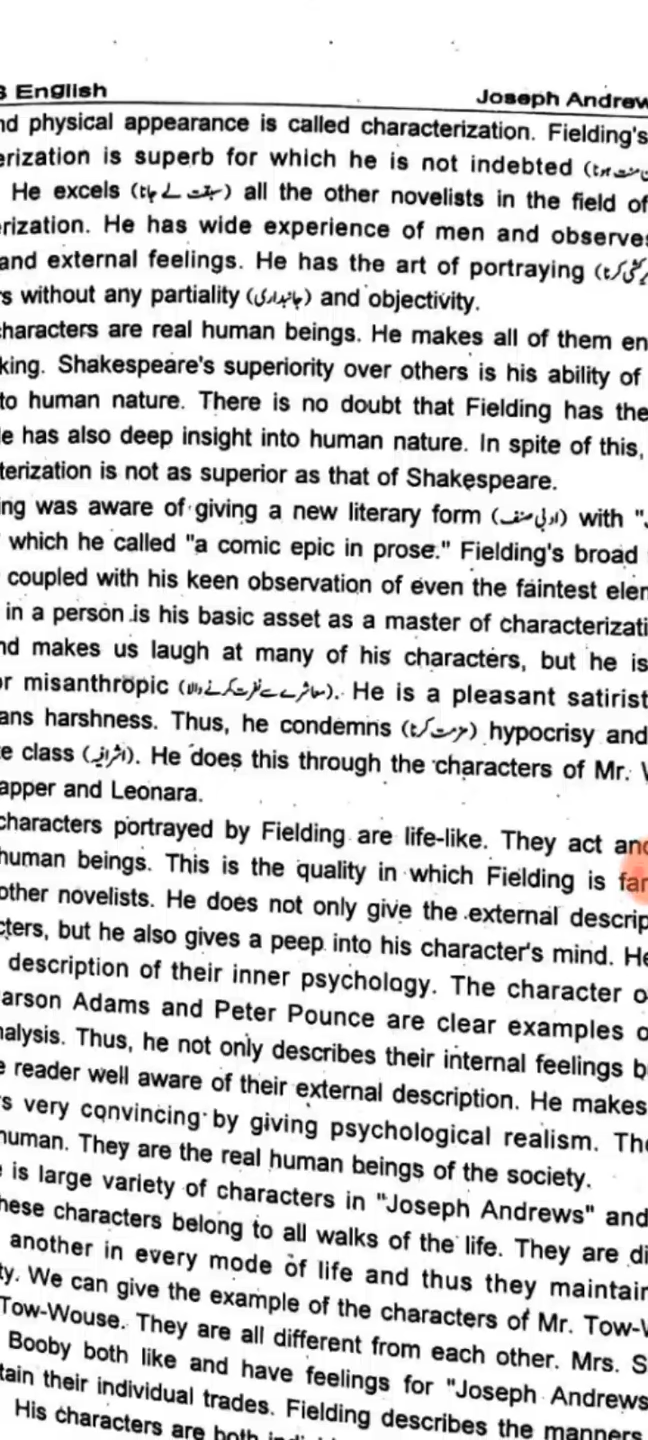 English
Joseph Andrew
physical appearance is called characterization. Fielding's
is superb for which he is not indebted
He excels (سبقت لے جانا) all the other novelists in the field of
He has wide experience of men and observes
and external feelings. He has the art of portraying
without any partiality (جانبداری) and objectivity.
characters are real human beings. He makes all of them en
king. Shakespeare's superiority over others is his ability of
to human nature. There is no doubt that Fielding has the
has also deep insight into human nature. In spite of this,
terization is not as superior as that of Shakespeare.
ing was aware of giving a new literary form (ادبی صنف) with "
which he called "a comic epic in prose." Fielding's broad
coupled with his keen observation of even the faintest elem
in a person is his basic asset as a master of characterizati
makes us laugh at many of his characters, but he is
or misanthropic (معاشرے سے نفرت کرنے والا). He is a pleasant satirist
ans harshness. Thus, he condemns (مذمت کرنا) hypocrisy and
class (اشرافیہ). He does this through the characters of Mr.
apper and Leonara.
characters portrayed by Fielding are life-like. They act and
human beings. This is the quality in which Fielding is far
other novelists. He does not only give the external descrip
cters, but he also gives a peep into his character's mind. He
description of their inner psychology. The character o
arson Adams and Peter Pounce are clear examples o
nalysis. Thus, he not only describes their internal feelings b
reader well aware of their external description. He makes
very convincing by giving psychological realism. The
human. They are the real human beings of the society.
is large variety of characters in "Joseph Andrews" and
hese characters belong to all walks of the life. They are di
another in every mode of life and thus they maintain
ty. We can give the example of the characters of Mr. Tow-W
Tow-Wouse. They are all different from each other. Mrs. S
Booby both like and have feelings for "Joseph Andrews
tain their individual trades. Fielding describes the manners
His characters are both